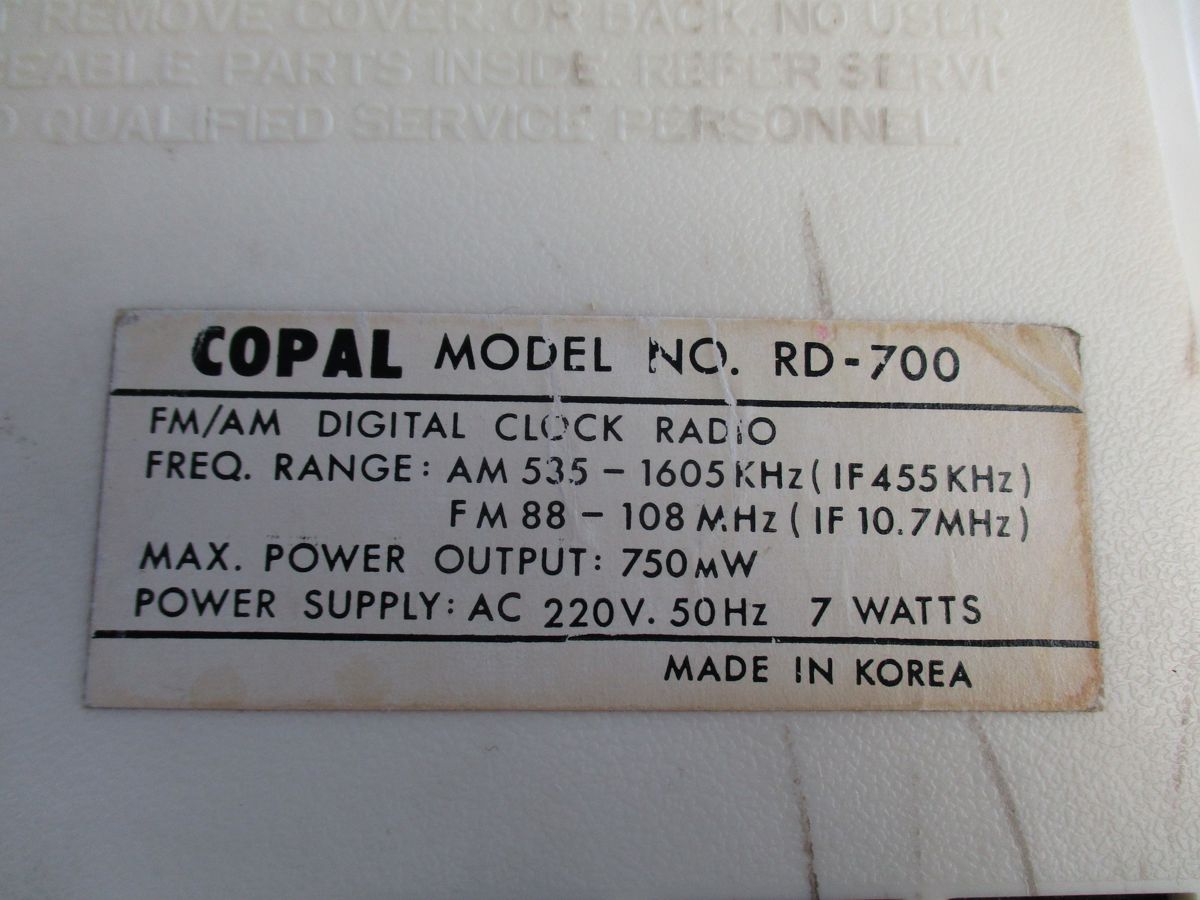 REMOVE COVER. OR BACK. NO USER
EABLE PARTS INSIDE. REFER SERVI-
QUALIFIED SERVICE PERSONNEL.
COPAL MODEL NO. RD-700
FM/AM DIGITAL CLOCK RADIO
FREQ. RANGE: AM 535 - 1605 KHz ( IF 455 KHz )
FM 88 - 108 MHz ( IF 10.7MHz )
MAX. POWER OUTPUT: 750 mW
POWER SUPPLY: AC 220V. 50Hz 7 WATTS
MADE IN KOREA